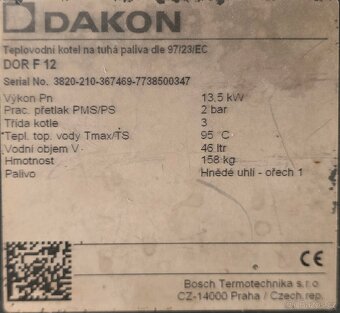 DAKON
Teplovodní kotel na tuhá paliva dle 97/23/EC
DOR F 12
Serial No. 3820-210-367469-7738500347
Výkon Pn 13,5 kW
Prac. přetlak PMS/PS 2 bar
Třída kotle 3
Tepl. top. vody Tmax/TS 95 °C
Vodní objem V 46 ltr
Hmotnost 158 kg
Palivo Hnědé uhlí - ořech 1
CE
Bosch Termotechnika s.r.o
CZ-14000 Praha / Czech.rep.